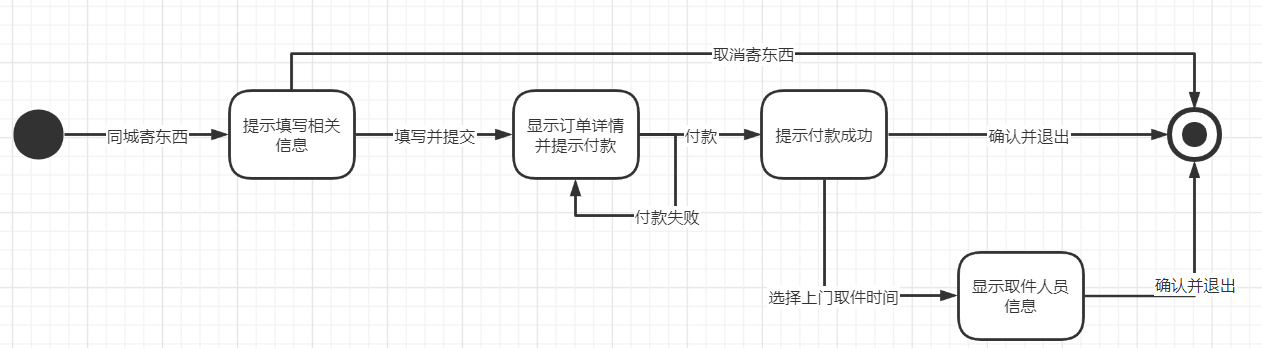 取消寄东西
同城寄东西
提示填写相关
信息
填写并提交
显示订单详情
并提示付款
付款
提示付款成功
确认并退出
付款失败
选择上门取件时间
显示取件人员
信息
确认并退出